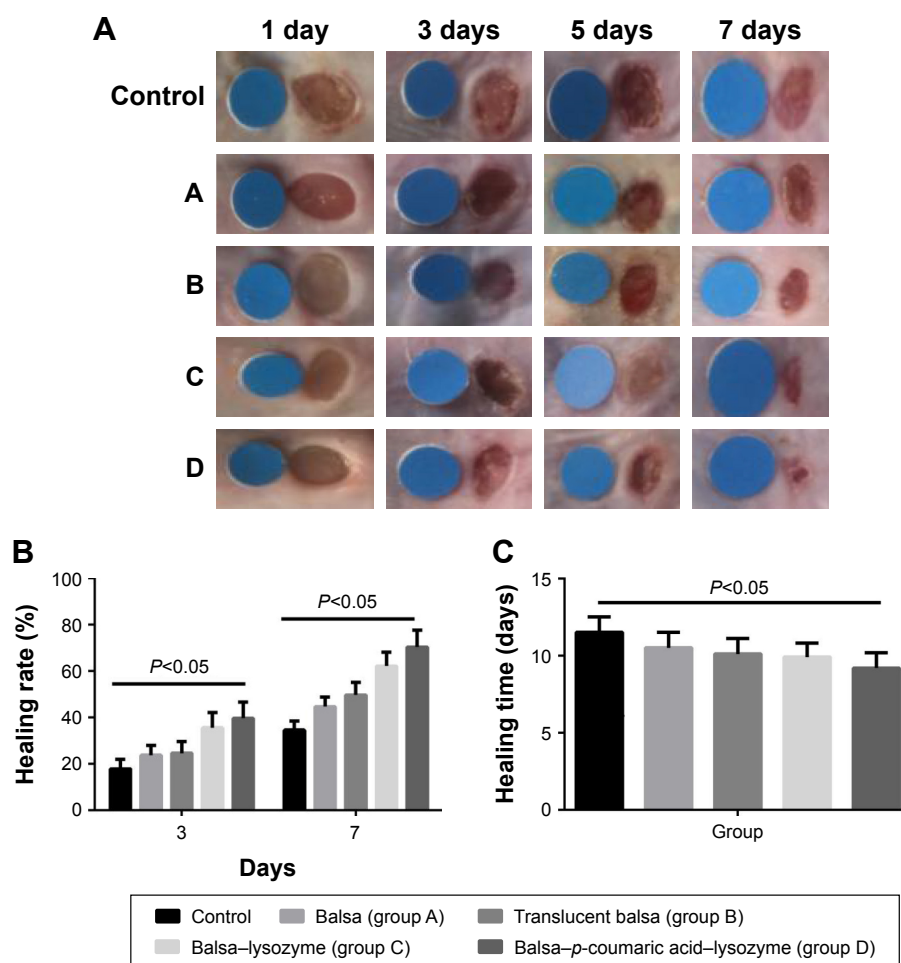 A
1 day 3 days 5 days 7 days
Control
A
B
C
D
B
Healing rate (%)
100
80
60
40
20
0
P<0.05
P<0.05
3 7
Days
C
Healing time (days)
15
10
5
0
P<0.05
Group
Control Balsa (group A) Translucent balsa (group B)
Balsa–lysozyme (group C) Balsa–p-coumaric acid–lysozyme (group D)